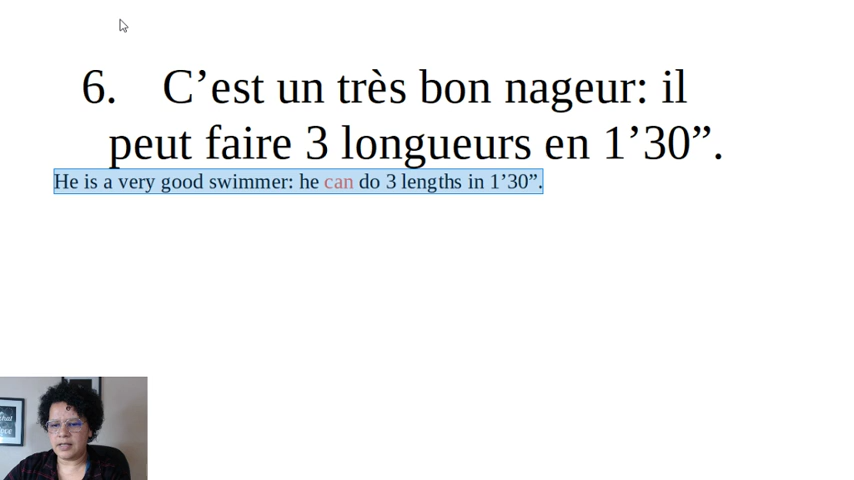 6. C’est un très bon nageur: il
peut faire 3 longueurs en 1’30”.
He is a very good swimmer: he can do 3 lengths in 1’30”.